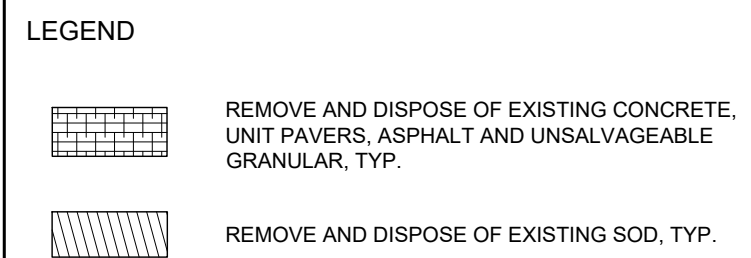 LEGEND
REMOVE AND DISPOSE OF EXISTING CONCRETE,
UNIT PAVERS, ASPHALT AND UNSALVAGEABLE
GRANULAR, TYP.
REMOVE AND DISPOSE OF EXISTING SOD, TYP.